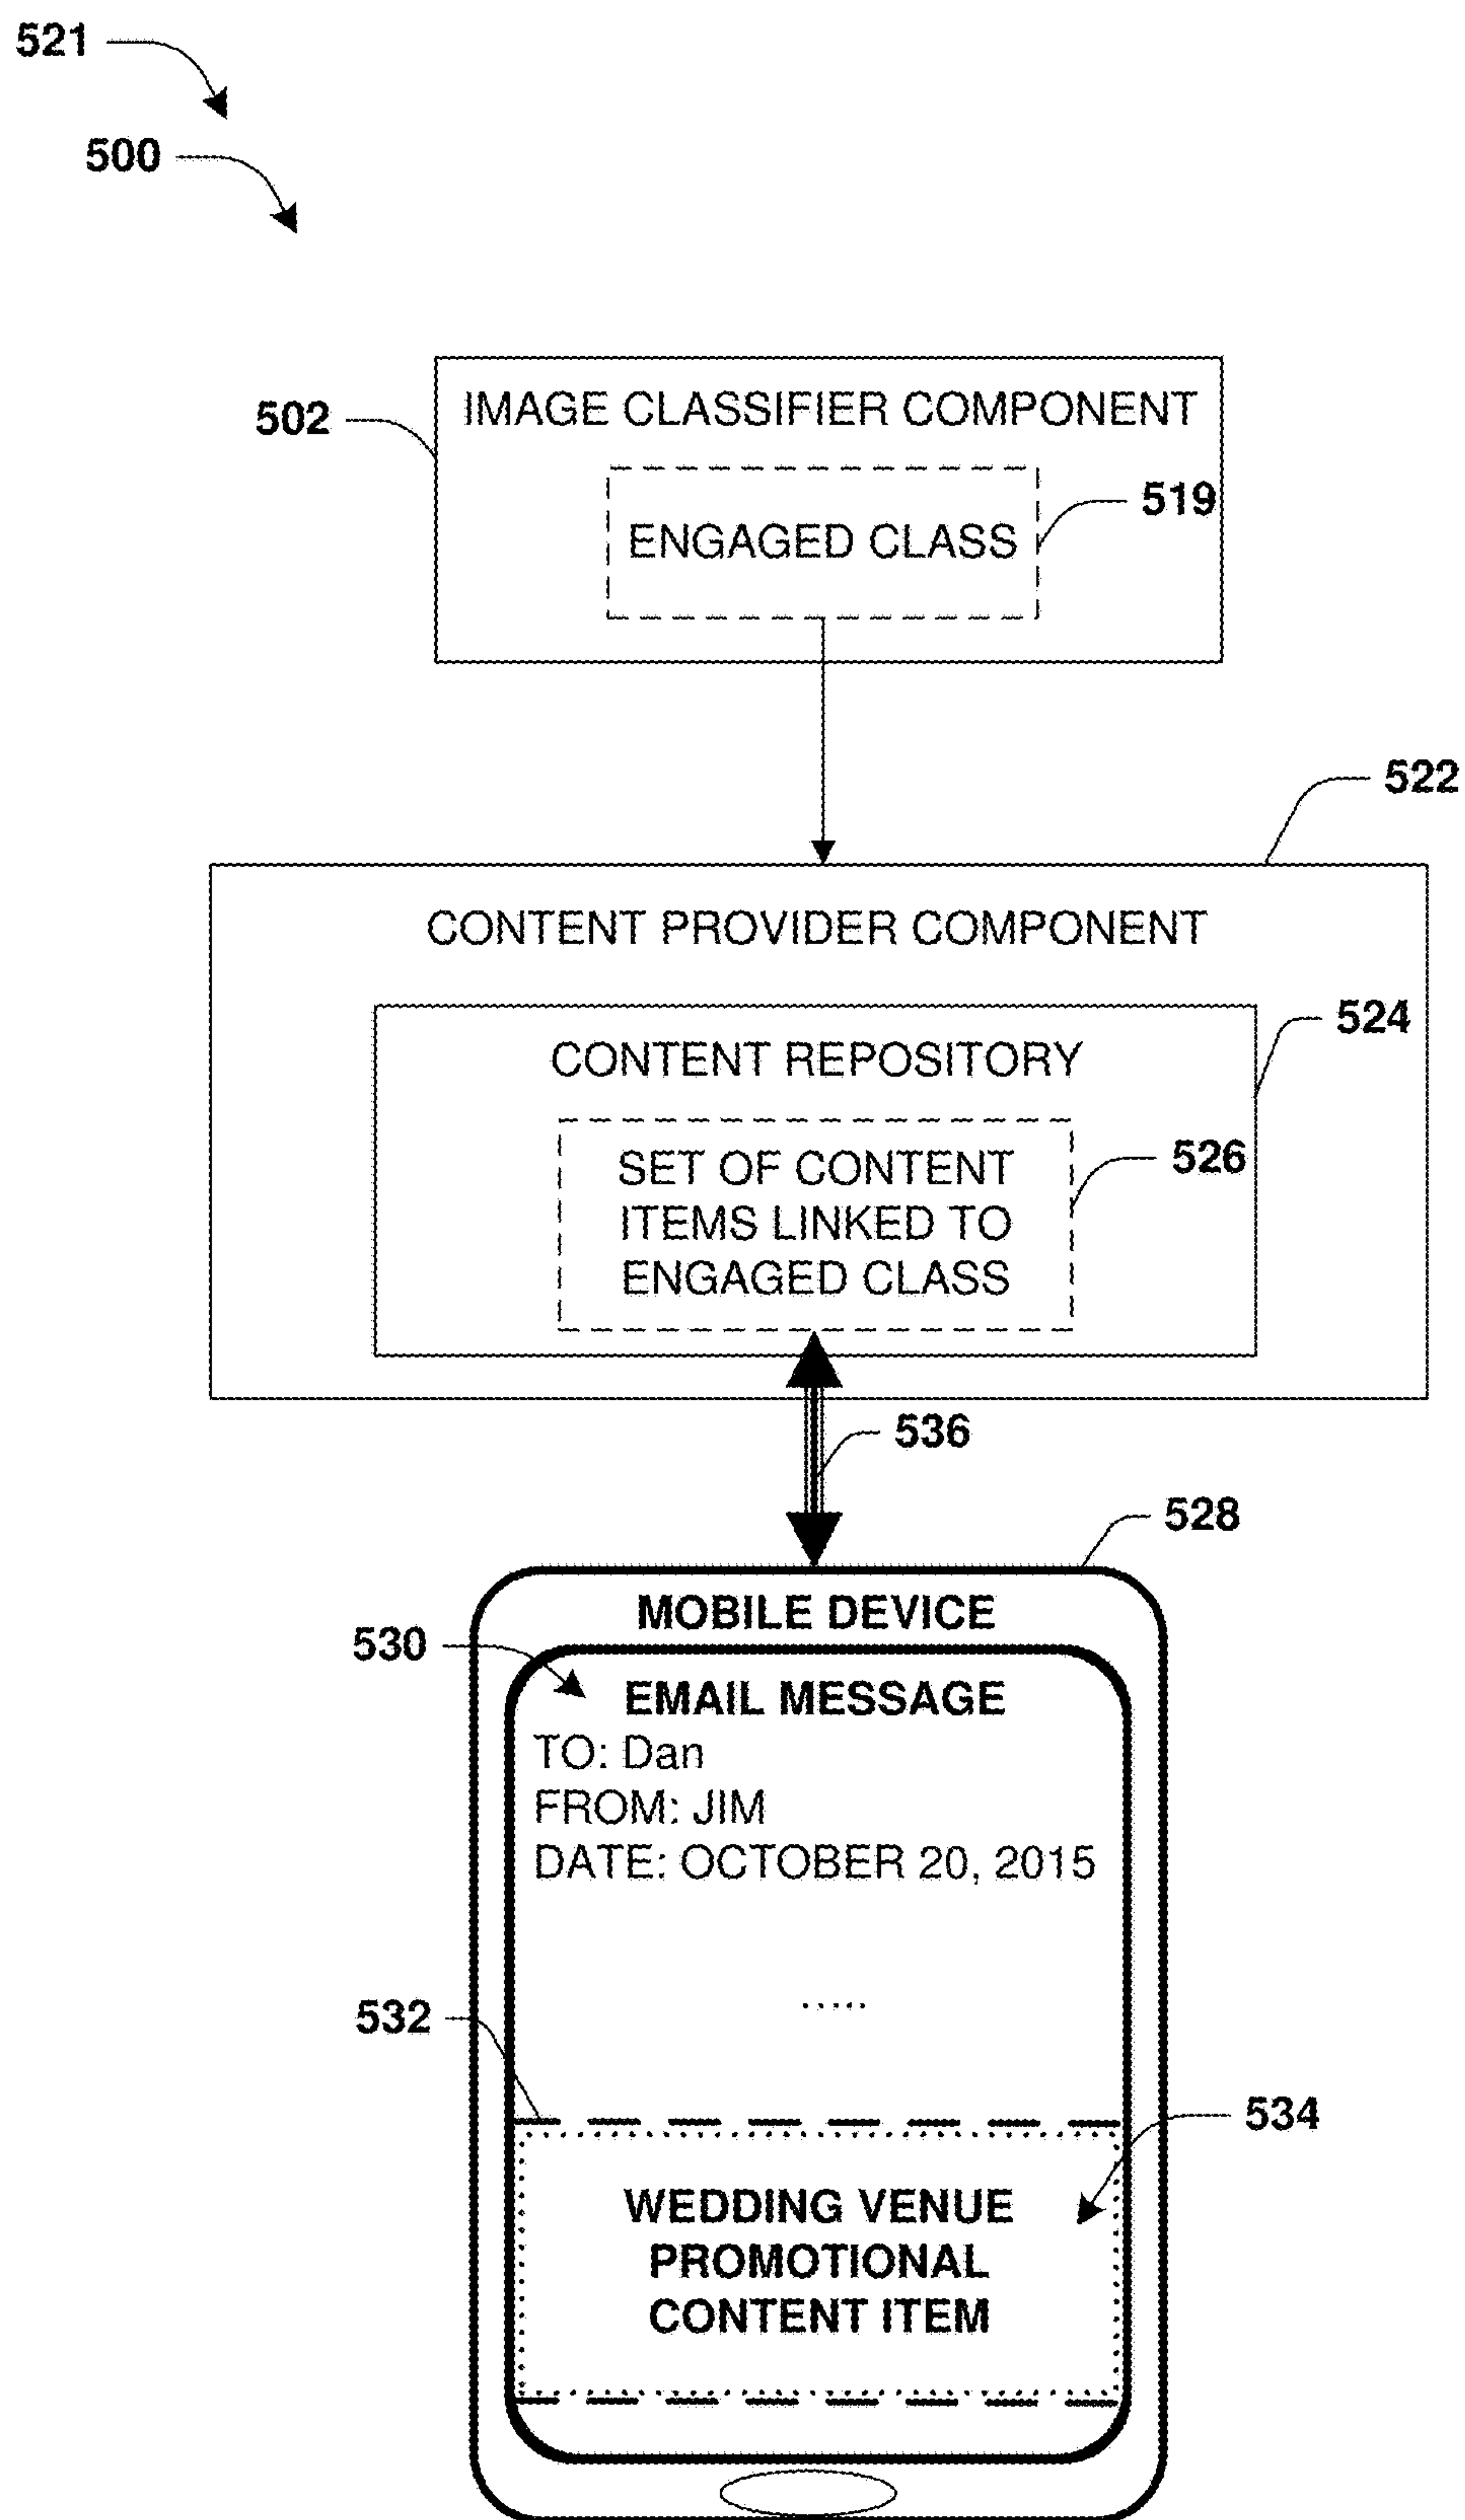 521
500
502
IMAGE CLASSIFIER COMPONENT
519
ENGAGED CLASS
522
CONTENT PROVIDER COMPONENT
524
CONTENT REPOSITORY
526
SET OF CONTENT
ITEMS LINKED TO
ENGAGED CLASS
536
528
MOBILE DEVICE
530
EMAIL MESSAGE
TO: Dan
FROM: JIM
DATE: OCTOBER 20, 2015
.....
532
534
WEDDING VENUE
PROMOTIONAL
CONTENT ITEM